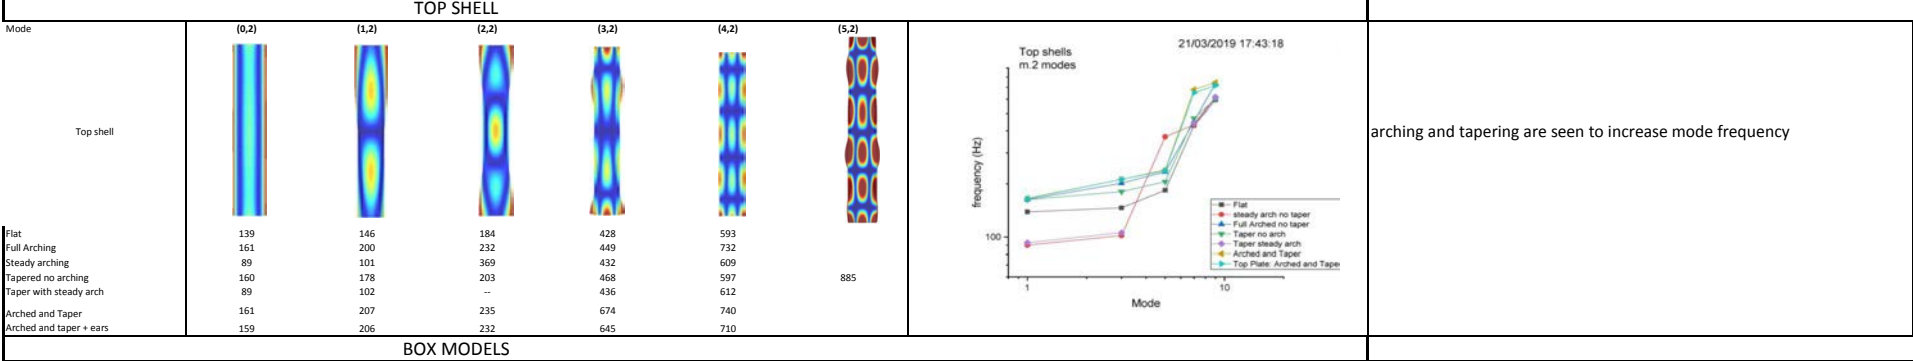 TOP SHELL
Mode (0,2) (1,2) (2,2) (3,2) (4,2) (5,2)
Top shell
Flat 139 146 184 428 593
Full Arching 161 200 232 449 732
Steady arching 89 101 369 432 609
Tapered no arching 160 178 203 468 597 885
Taper with steady arch 89 102 -- 436 612
Arched and Taper 161 207 235 674 740
Arched and taper + ears 159 206 232 645 710
21/03/2019 17:43:18
Top shells
m.2 modes
frequency (Hz)
100
1 10
Mode
Flat
steady arch no taper
Full Arched no taper
Taper no arch
Taper steady arch
Arched and Taper
Top Plate: Arched and Tape
arching and tapering are seen to increase mode frequency
BOX MODELS